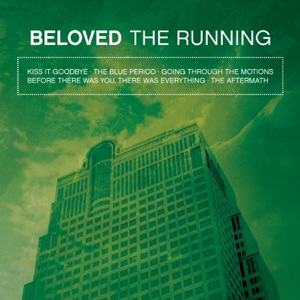 BELOVED THE RUNNING
KISS IT GOODBYE · THE BLUE PERIOD · GOING THROUGH THE MOTIONS
BEFORE THERE WAS YOU, THERE WAS EVERYTHING · THE AFTERMATH